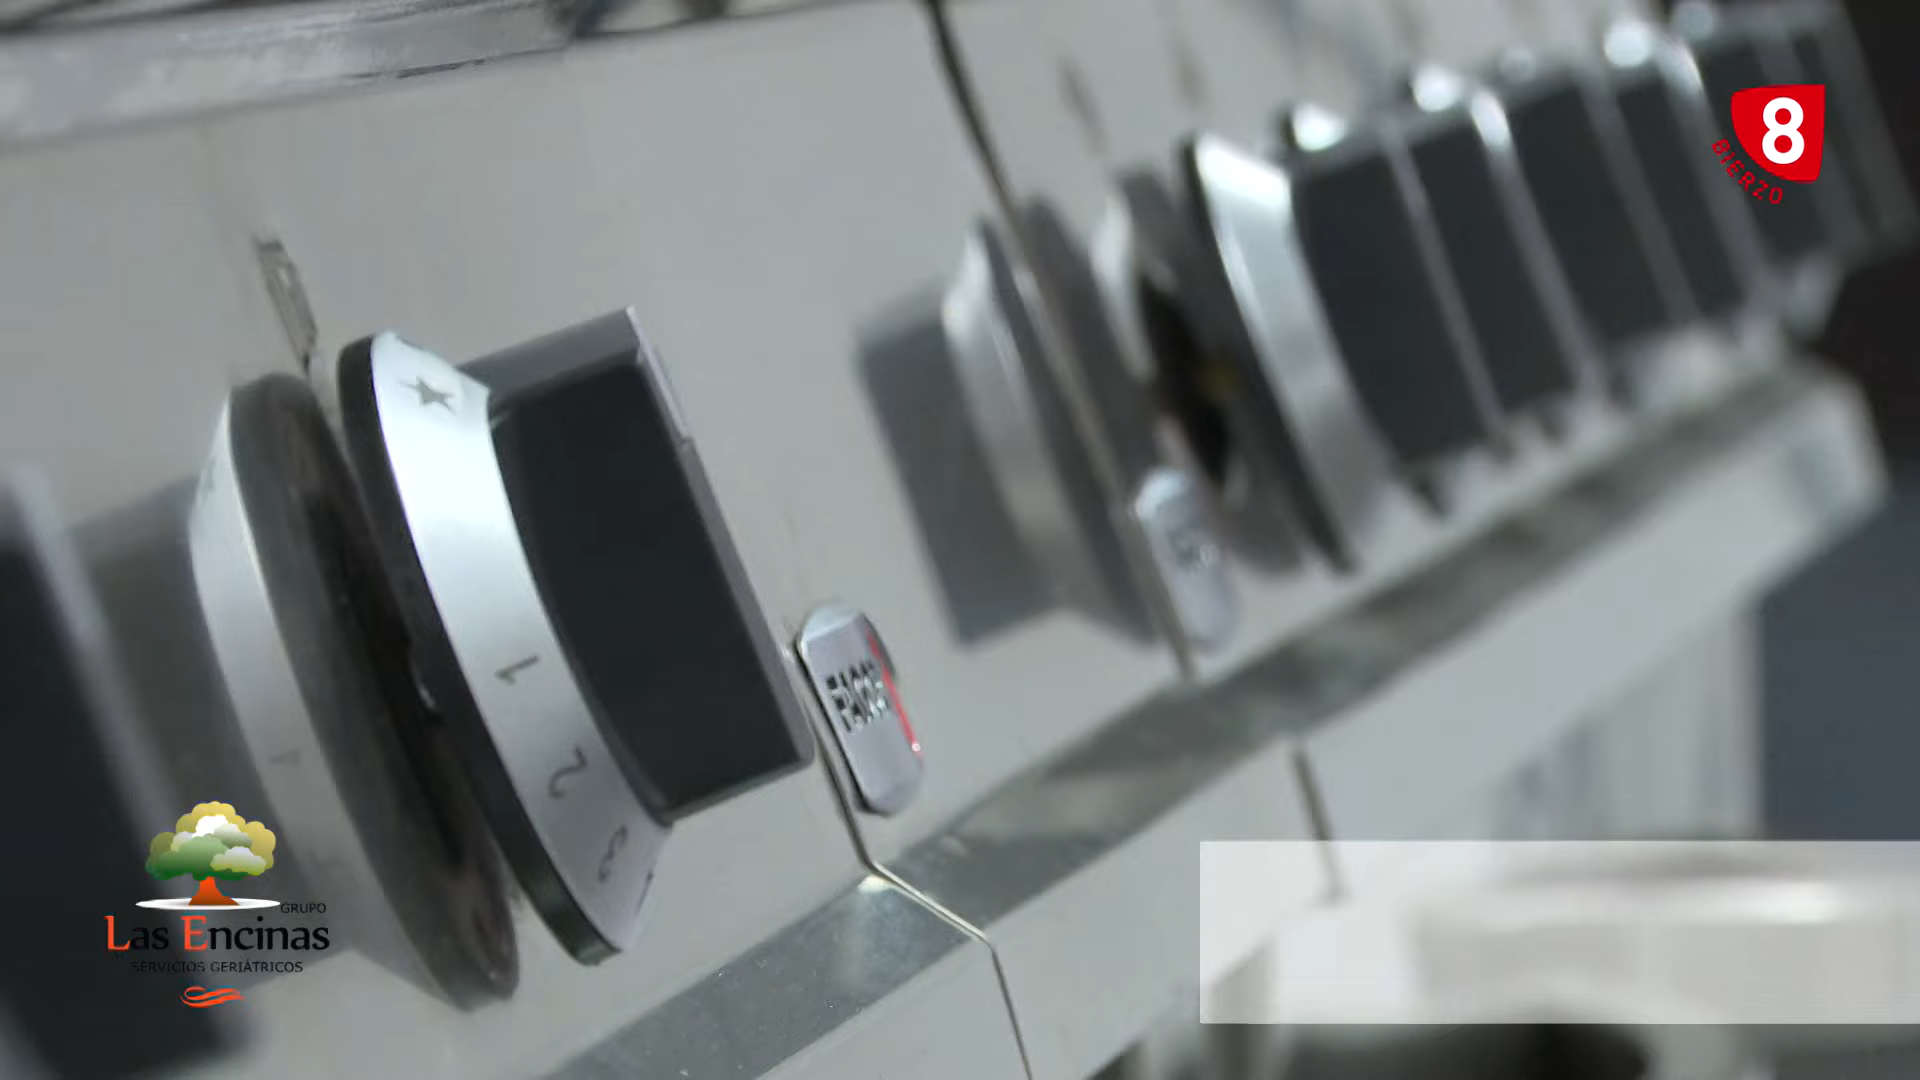 8
BIERZO
1
2
3
GRUPO
Las Encinas
SERVICIOS GERIÁTRICOS